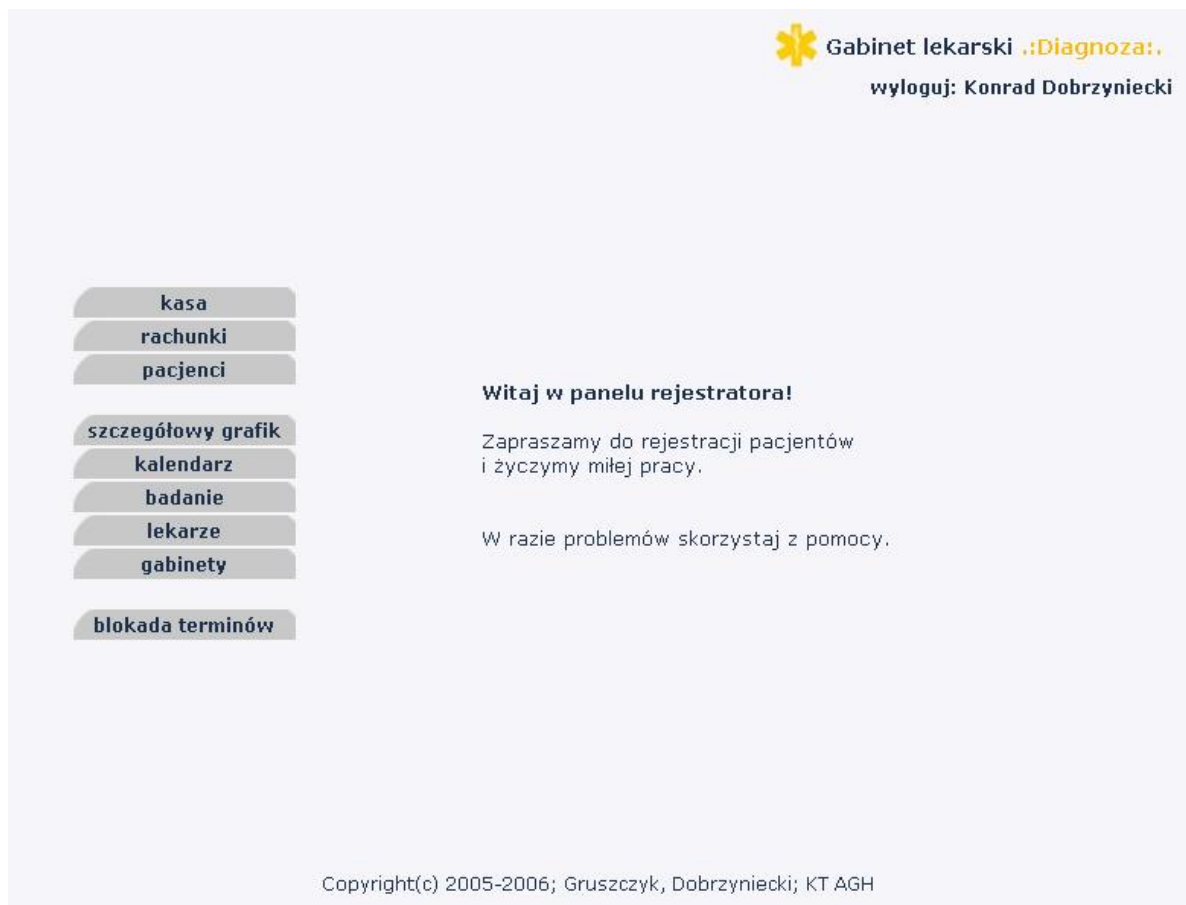 Gabinet lekarski .:Diagnoza:.
wyloguj: Konrad Dobrzyniecki
kasa
rachunki
pacjenci
szczegółowy grafik
kalendarz
badanie
lekarze
gabinety
blokada terminów
Witaj w panelu rejestratora!
Zapraszamy do rejestracji pacjentów
i życzymy miłej pracy.
W razie problemów skorzystaj z pomocy.
Copyright(c) 2005-2006; Gruszczyk, Dobrzyniecki; KT AGH